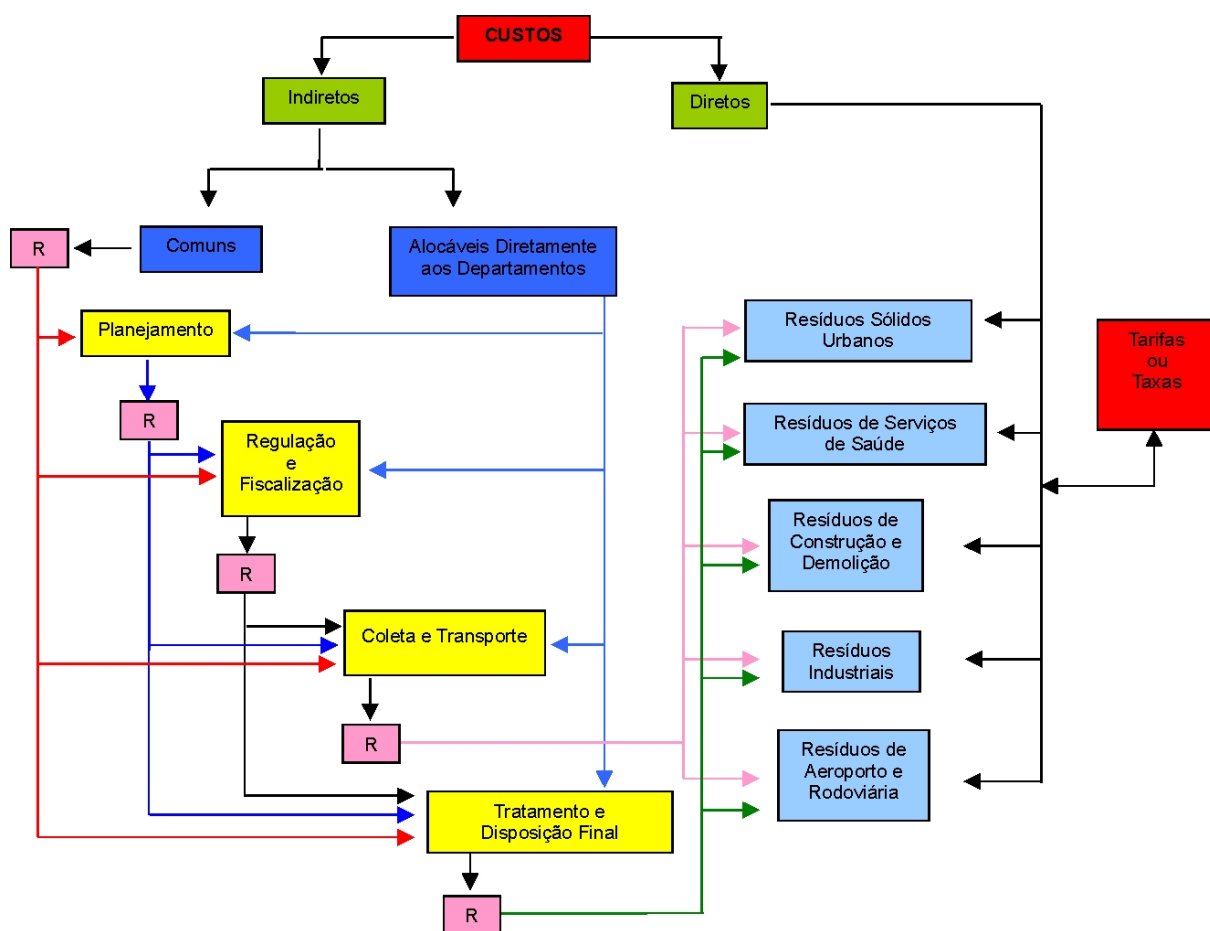 CUSTOS
Indiretos
Diretos
R
Comuns
Alocáveis Diretamente
aos Departamentos
Planejamento
R
Regulação
e
Fiscalização
R
Coleta e Transporte
R
Tratamento e
Disposição Final
R
Resíduos Sólidos
Urbanos
Resíduos de Serviços
de Saúde
Resíduos de
Construção e
Demolição
Resíduos
Industriais
Resíduos de
Aeroporto e
Rodoviária
Tarifas
ou
Taxas